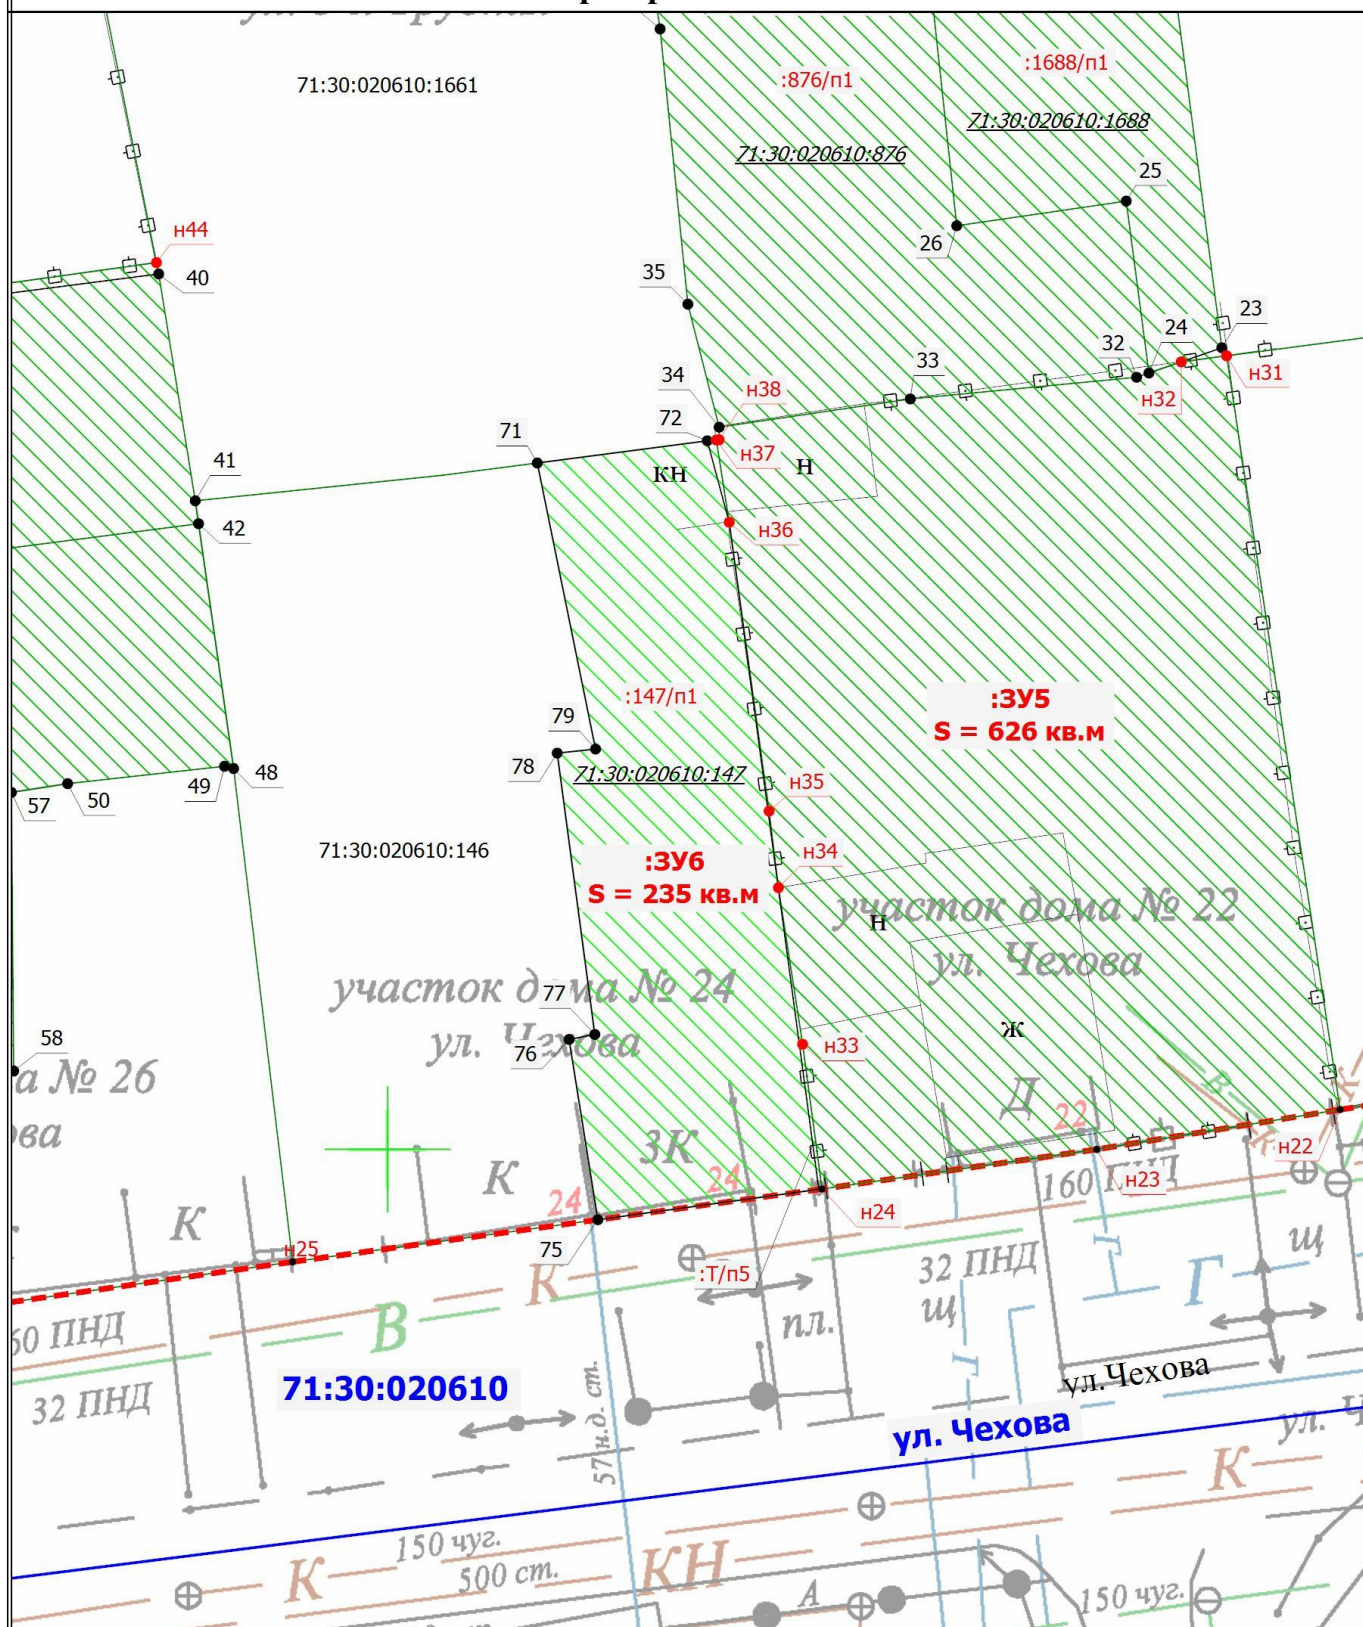 71:30:020610:1661
:876/п1
:1688/п1
71:30:020610:1688
71:30:020610:876
25
26
н44
40
35
23
24
32
33
34
н38
н31
н32
72
71
н37
КН
Н
41
42
н36
:147/п1
:ЗУ5
S = 626 кв.м
79
78
71:30:020610:147
н35
49
48
50
57
71:30:020610:146
:ЗУ6
S = 235 кв.м
н34
участок дома № 22
ул. Чехова
Н
участок дома № 24
ул. Чехова
77
76
Ж
н33
58
а № 26
ова
Д
22
В
К
К
н22
ЗК
24
24
К
К
160 ПНД
н23
н24
н25
75
:Т/п5
32 ПНД
щ
щ
Г
Г
Г
К
В
пл.
60 ПНД
32 ПНД
71:30:020610
57 н.д. ст.
ул.Чехова
ул. Чехова
ул. Ч
К
150 чуг.
500 ст.
К
КН
А
150 чуг.